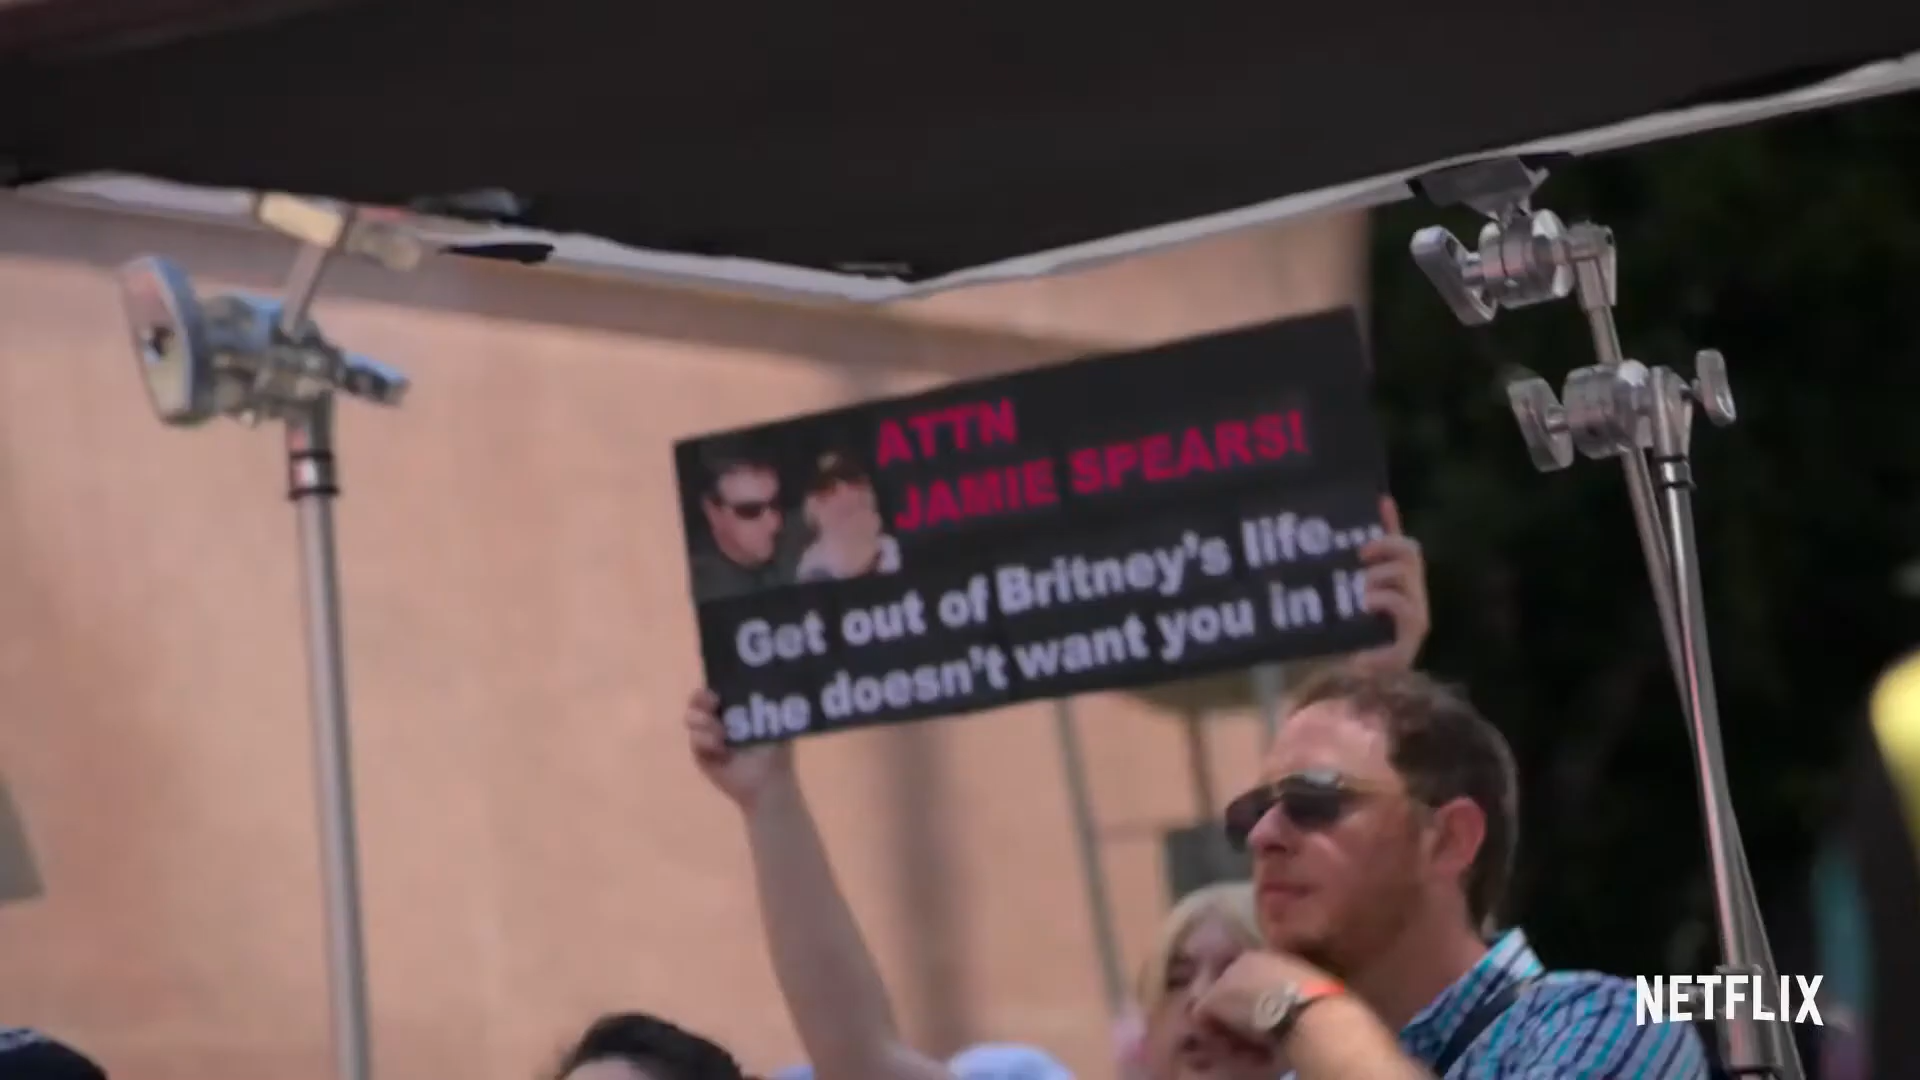 ATTN
JAMIE SPEARS!
Get out of Britney's life...
she doesn't want you in it
NETFLIX